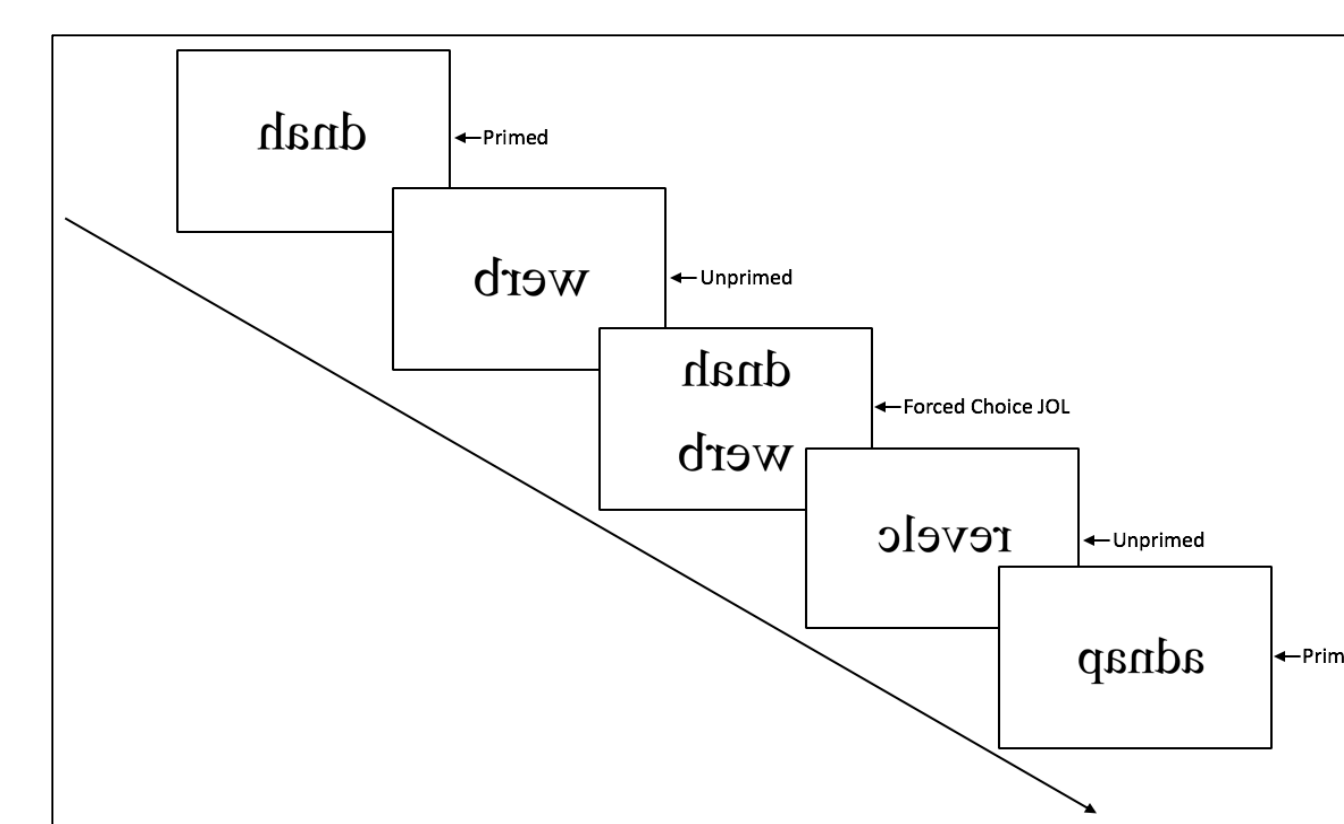 dnah
Primed
werb
Unprimed
dnah
werb
Forced Choice JOL
revelc
Unprimed
adnap
Prim